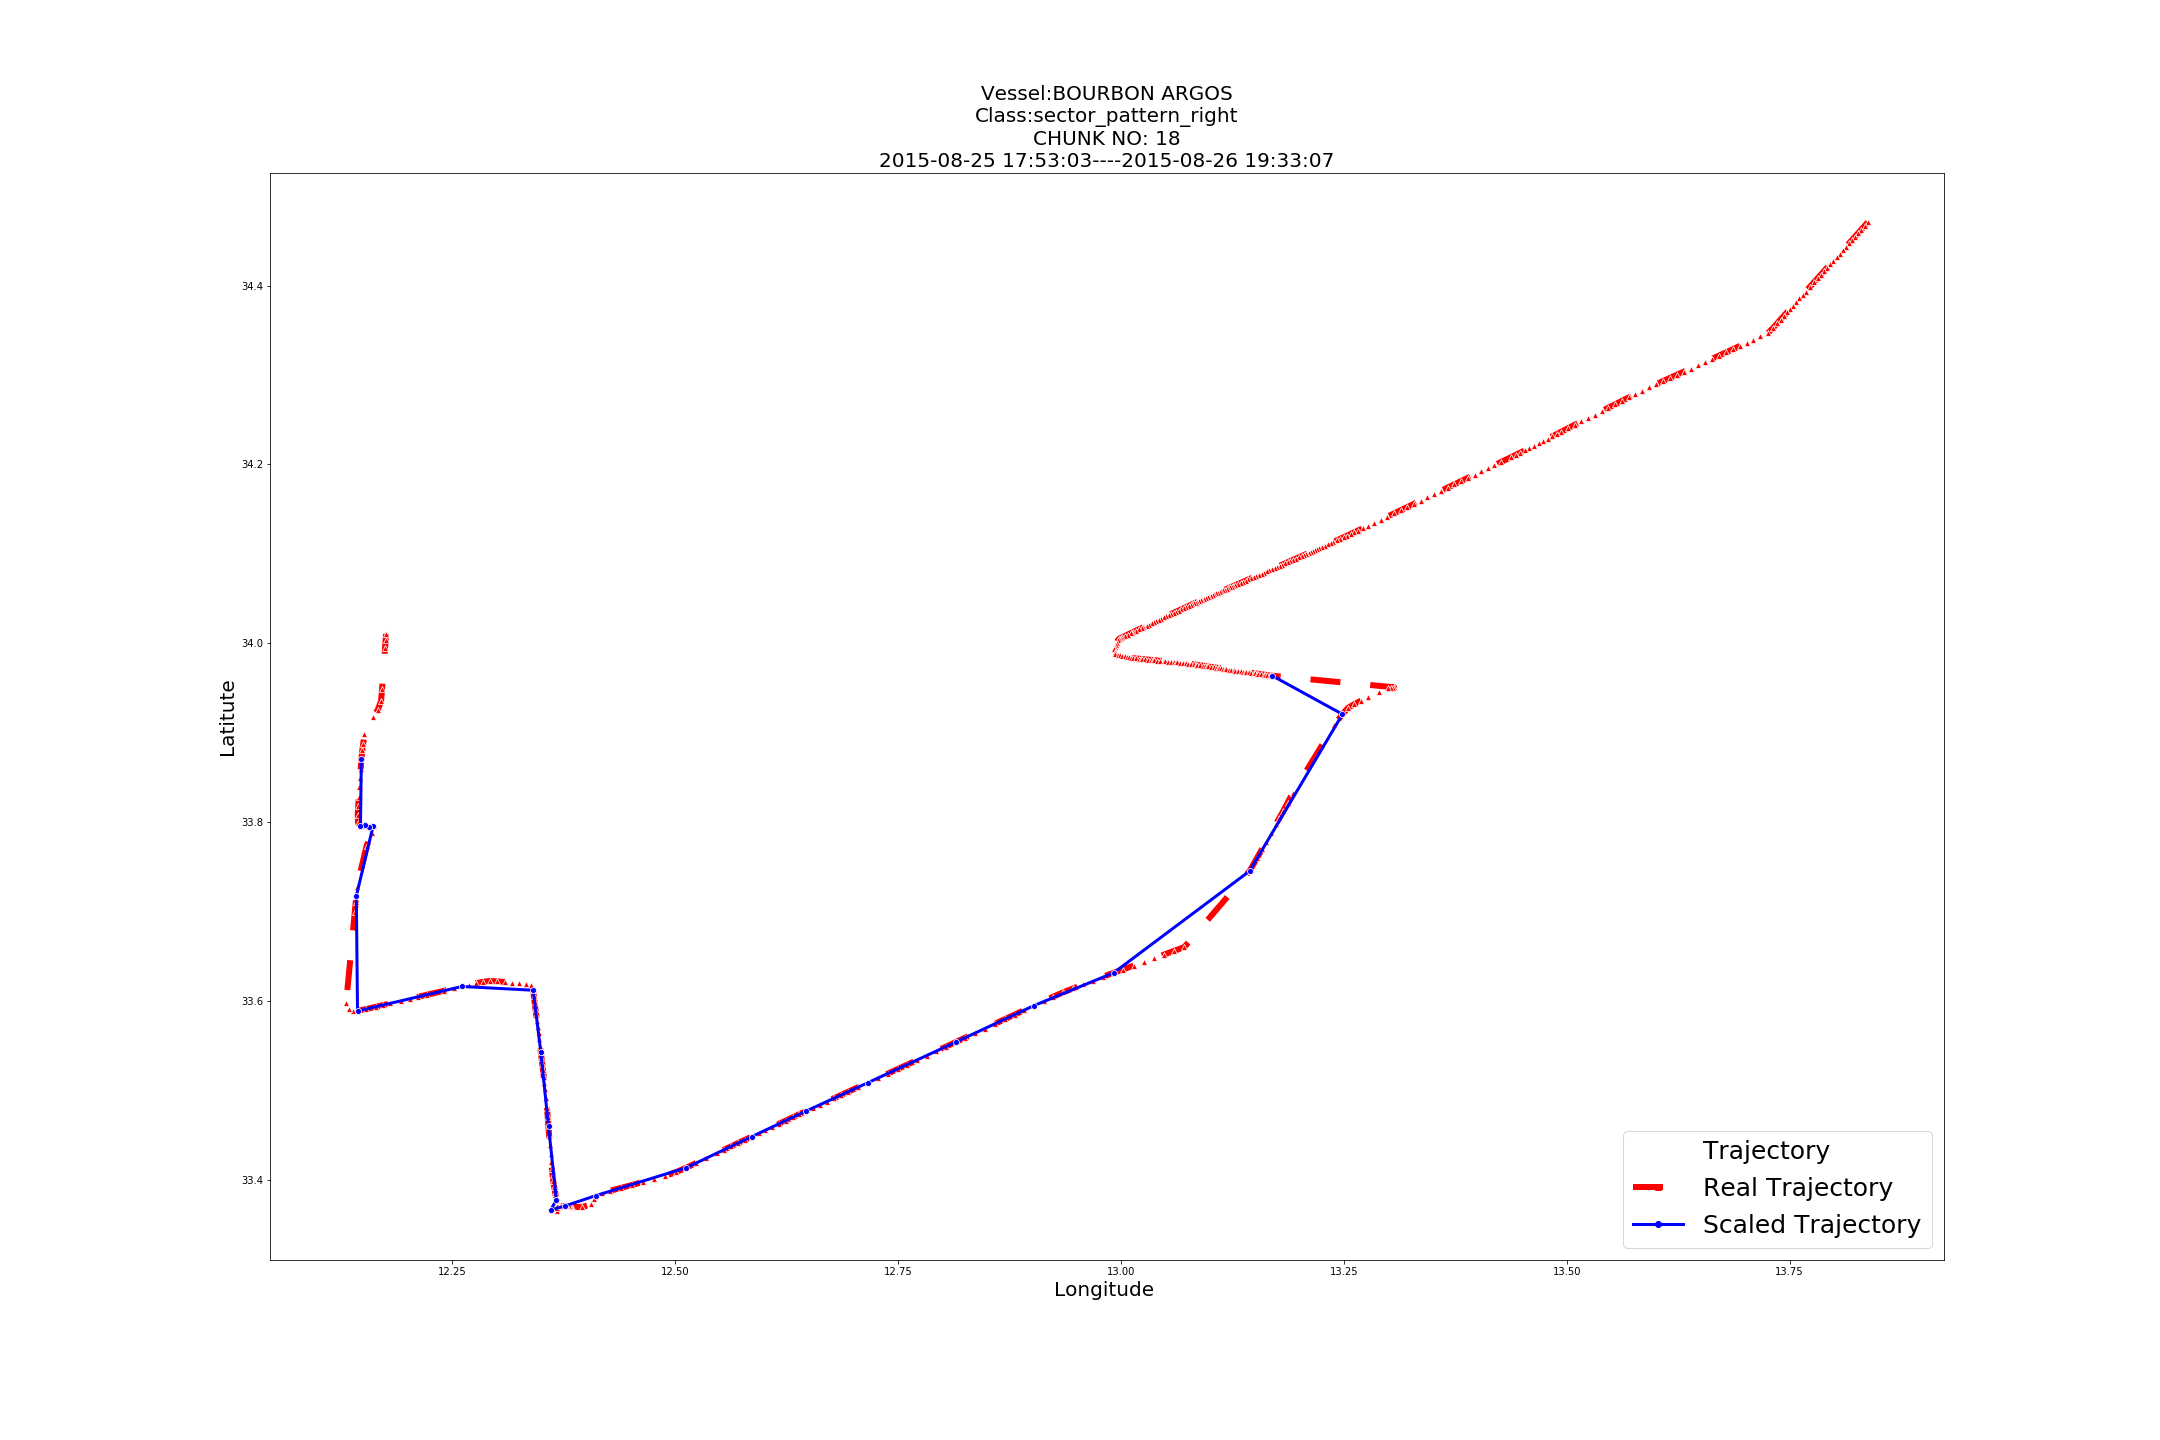 Vessel:BOURBON ARGOS
Class:sector_pattern_right
CHUNK NO: 18
2015-08-25 17:53:03----2015-08-26 19:33:07
34.4
34.2
34.0
33.8
33.6
33.4
Latitute
12.25
12.50
12.75
13.00
13.25
13.50
13.75
Longitude
Trajectory
Real Trajectory
Scaled Trajectory